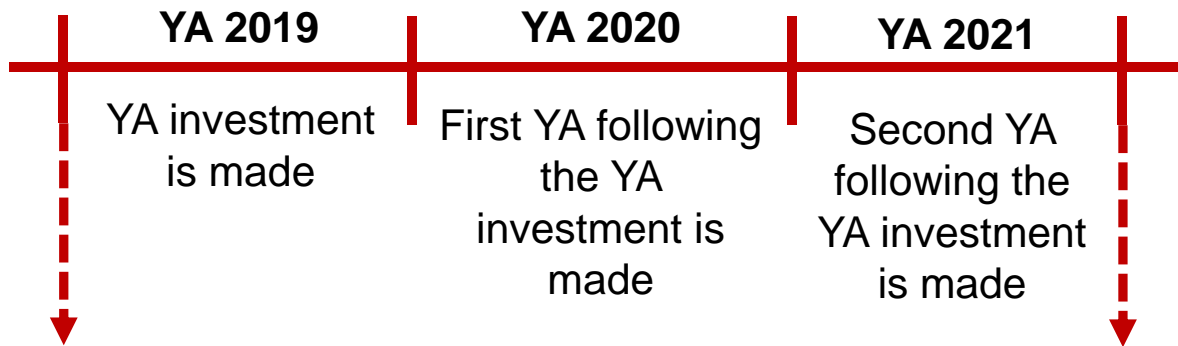 YA 2019
YA 2020
YA 2021
YA investment
is made
First YA following
the YA
investment is
made
Second YA
following the
YA investment
is made